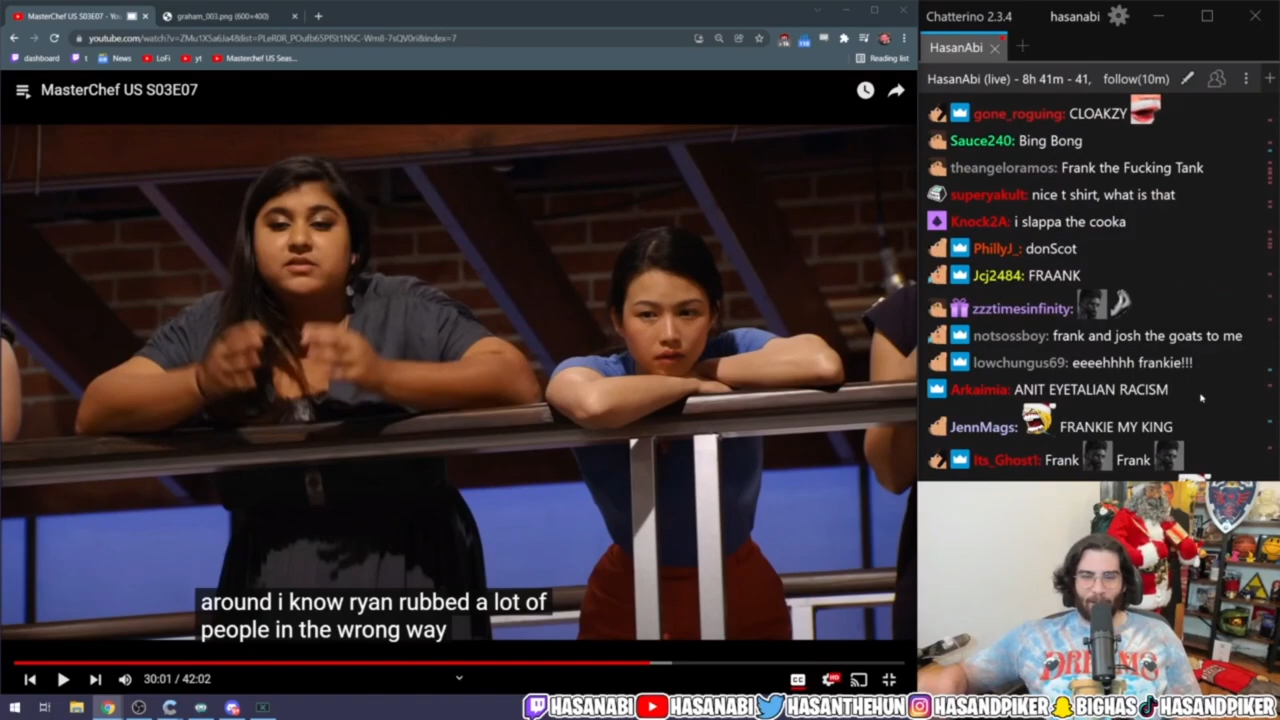 MasterChef US S03E07 - You
graham_003.png (600×400)
Chatterino 2.3.4
hasanabi
youtube.com/watch?v=ZMu1XSa6Ja4&list=PLeR0R_POufb65PfSt1N5C-Wm8-7sQV0ri&index=7
HasanAbi
dashboard
t
News
LoFi
yt
Masterchef US Seas...
Reading list
HasanAbi (live) - 8h 41m - 41,
follow(10m)
MasterChef US S03E07
gone_roguing: CLOAKZY
Sauce240: Bing Bong
theangeloramos: Frank the Fucking Tank
superyakult: nice t shirt, what is that
Knock2A: i slappa the cooka
PhillyJ_: donScot
Jcj2484: FRAANK
zzztimesinfinity:
notsossboy: frank and josh the goats to me
lowchungus69: eeeehhhh frankie!!!
Arkaimia: ANIT EYETALIAN RACISM
JennMags: FRANKIE MY KING
Its_Ghost1: Frank Frank
around i know ryan rubbed a lot of
people in the wrong way
30:01 / 42:02
CC
HD
HASANABI HASANABI HASANTHEHUN HASANDPIKER BIGHAS HASANDPIKER